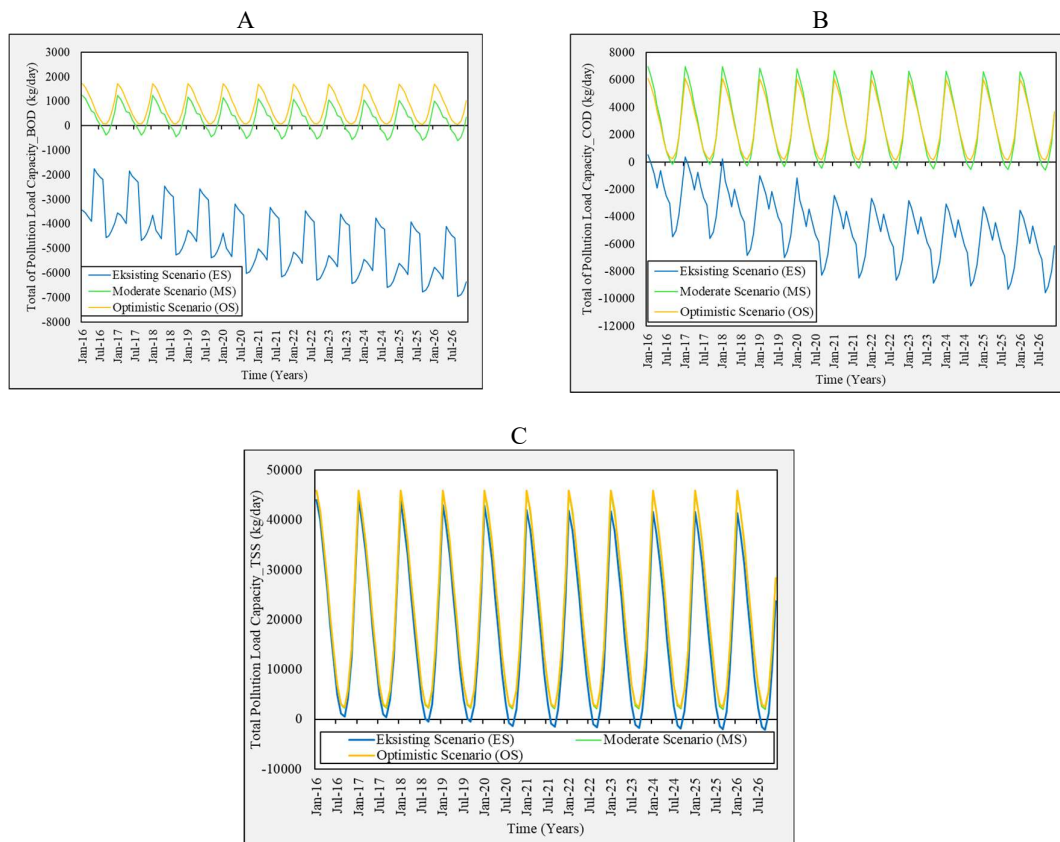 A
Total of Pollution Load Capacity_BOD (kg/day)
3000
2000
1000
0
-1000
-2000
-3000
-4000
-5000
-6000
-7000
-8000
Eksisting Scenario (ES)
Moderate Scenario (MS)
Optimistic Scenario (OS)
Jan-16
Jul-16
Jan-17
Jul-17
Jan-18
Jul-18
Jan-19
Jul-19
Jan-20
Jul-20
Jan-21
Jul-21
Jan-22
Jul-22
Jan-23
Jul-23
Jan-24
Jul-24
Jan-25
Jul-25
Jan-26
Jul-26
Time (Years)
B
Total of Pollution Load Capacity_COD (kg/day)
8000
6000
4000
2000
0
-2000
-4000
-6000
-8000
-10000
-12000
Eksisting Scenario (ES)
Moderate Scenario (MS)
Optimistic Scenario (OS)
Jan-16
Jul-16
Jan-17
Jul-17
Jan-18
Jul-18
Jan-19
Jul-19
Jan-20
Jul-20
Jan-21
Jul-21
Jan-22
Jul-22
Jan-23
Jul-23
Jan-24
Jul-24
Jan-25
Jul-25
Jan-26
Jul-26
Time (Years)
C
Total Pollution Load Capacity_TSS (kg/day)
50000
40000
30000
20000
10000
0
-10000
Eksisting Scenario (ES) Moderate Scenario (MS)
Optimistic Scenario (OS)
Jan-16
Jul-16
Jan-17
Jul-17
Jan-18
Jul-18
Jan-19
Jul-19
Jan-20
Jul-20
Jan-21
Jul-21
Jan-22
Jul-22
Jan-23
Jul-23
Jan-24
Jul-24
Jan-25
Jul-25
Jan-26
Jul-26
Time (Years)